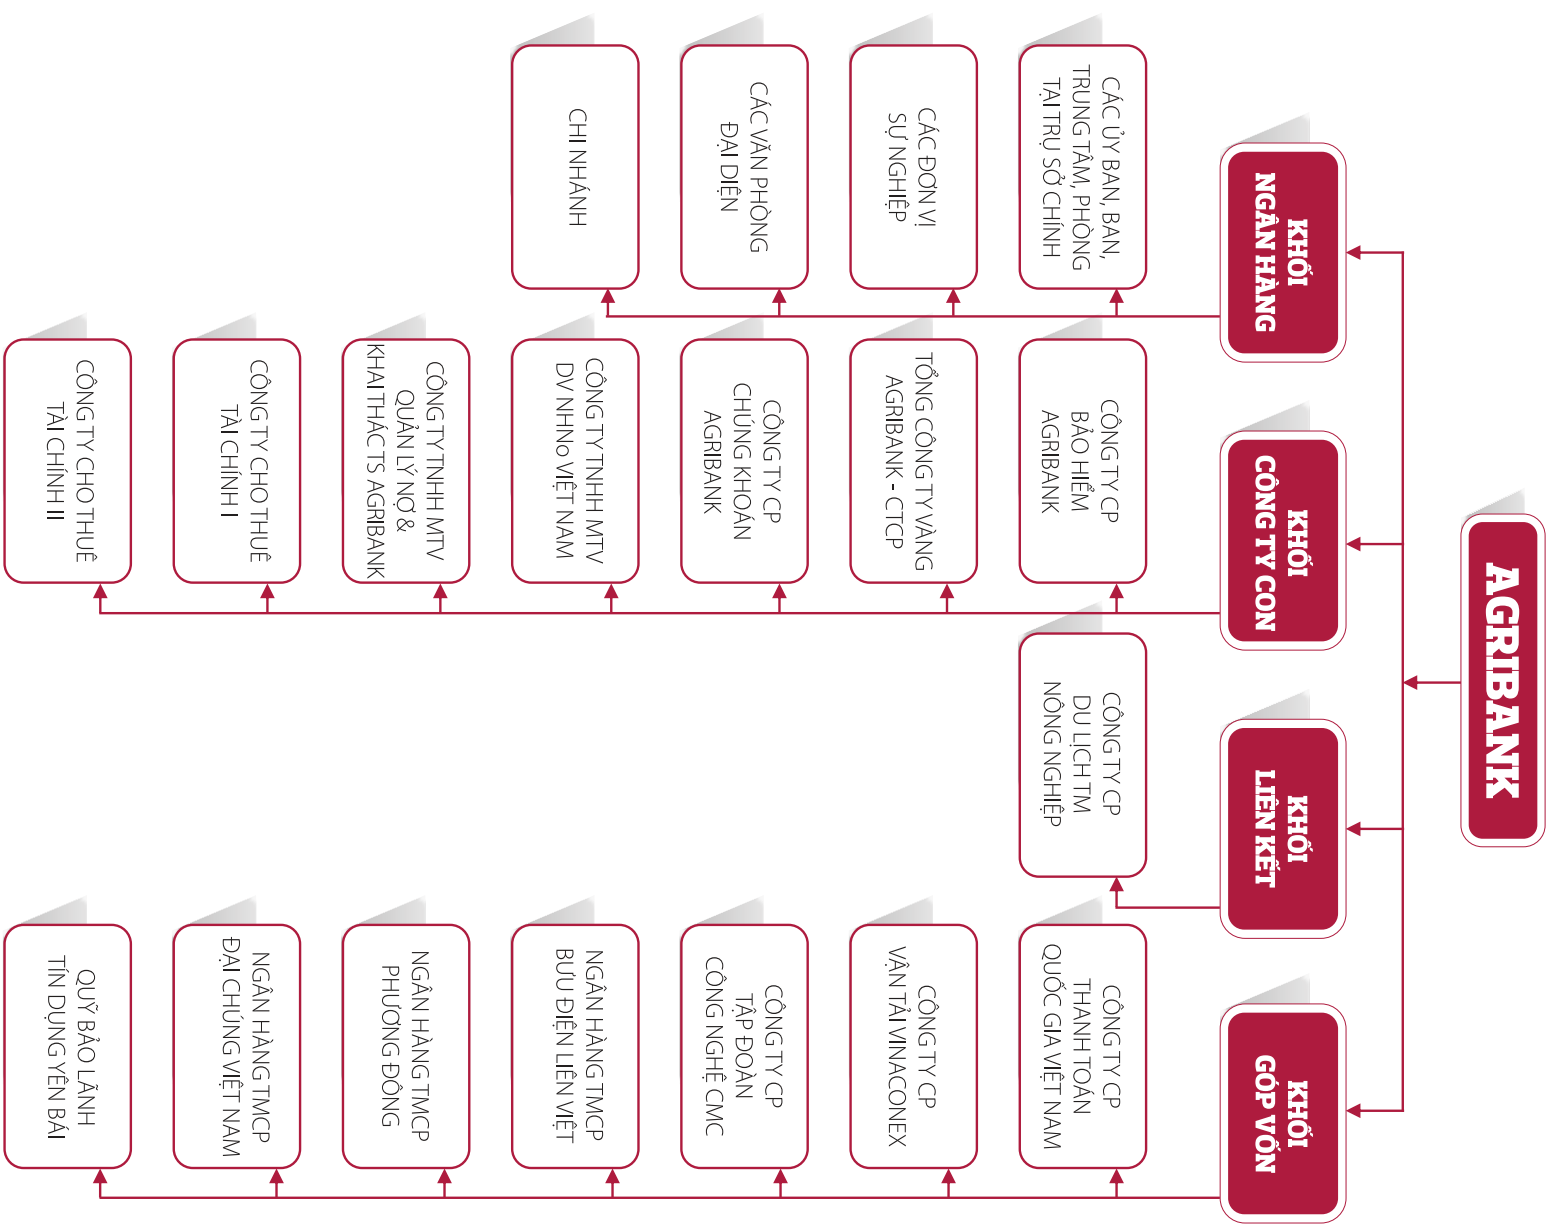 AGRIBANK
KHỐI
NGÂN HÀNG
CÁC ỦY BAN, BAN,
TRUNG TÂM, PHÒNG
TẠI TRỤ SỞ CHÍNH
CÁC ĐƠN VỊ
SỰ NGHIỆP
CÁC VĂN PHÒNG
ĐẠI DIỆN
CHI NHÁNH
KHỐI
CÔNG TY CON
CÔNG TY CP
BẢO HIỂM
AGRIBANK
TỔNG CÔNG TY VÀNG
AGRIBANK - CTCP
CÔNG TY CP
CHÚNG KHOÁN
AGRIBANK
CÔNG TY TNHH MTV
DV NHNo VIỆT NAM
CÔNG TY TNHH MTV
QUẢN LÝ NỢ &
KHAI THÁC TS AGRIBANK
CÔNG TY CHO THUÊ
TÀI CHÍNH I
CÔNG TY CHO THUÊ
TÀI CHÍNH II
KHỐI
LIÊN KẾT
CÔNG TY CP
DU LỊCH TM
NÔNG NGHIỆP
KHỐI
GÓP VỐN
CÔNG TY CP
THANH TOÁN
QUỐC GIA VIỆT NAM
CÔNG TY CP
VẬN TẢI VINACONEX
CÔNG TY CP
TẬP ĐOÀN
CÔNG NGHỆ CMC
NGÂN HÀNG TMCP
BƯU ĐIỆN LIÊN VIỆT
NGÂN HÀNG TMCP
PHƯƠNG ĐÔNG
NGÂN HÀNG TMCP
ĐẠI CHÚNG VIỆT NAM
QUỸ BẢO LÃNH
TÍN DỤNG YÊN BÁI